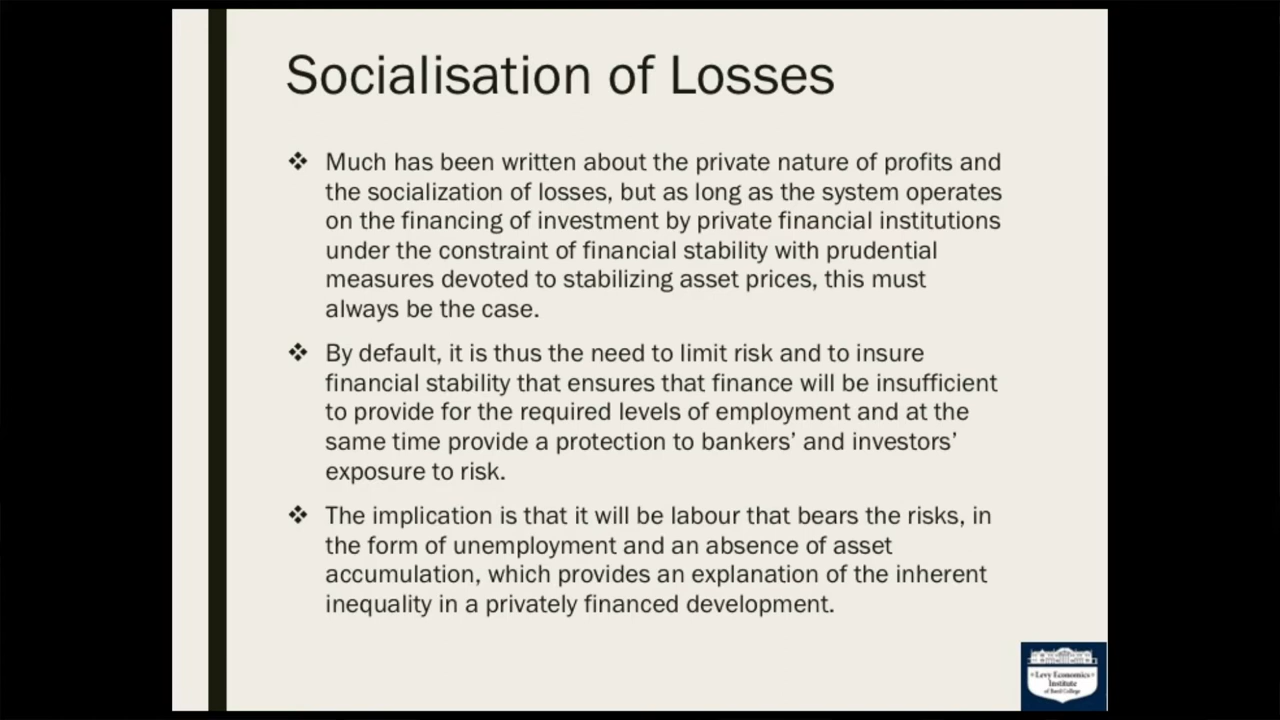 Socialisation of Losses
Much has been written about the private nature of profits and
the socialization of losses, but as long as the system operates
on the financing of investment by private financial institutions
under the constraint of financial stability with prudential
measures devoted to stabilizing asset prices, this must
always be the case.
By default, it is thus the need to limit risk and to insure
financial stability that ensures that finance will be insufficient
to provide for the required levels of employment and at the
same time provide a protection to bankers’ and investors’
exposure to risk.
The implication is that it will be labour that bears the risks, in
the form of unemployment and an absence of asset
accumulation, which provides an explanation of the inherent
inequality in a privately financed development.
Levy Economics
Institute
of Bard College